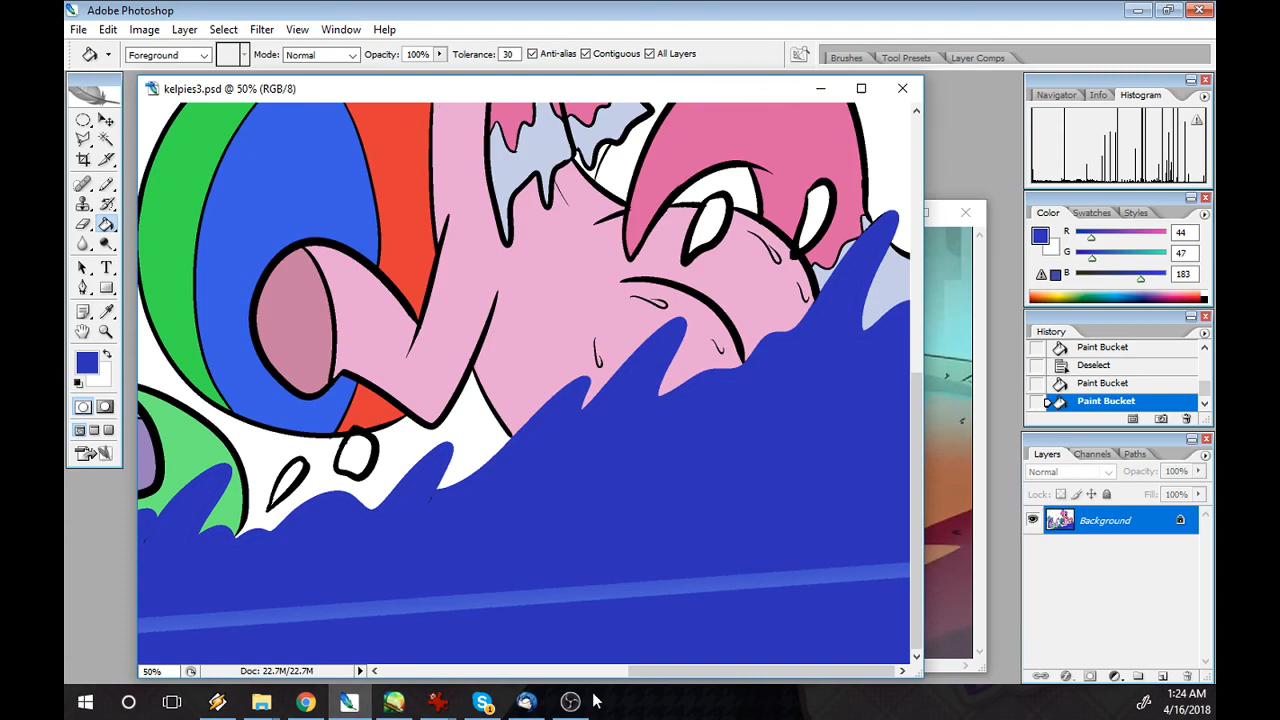 Adobe Photoshop
File Edit Image Layer Select Filter View Window Help
Foreground Mode: Normal Opacity: 100% Tolerance: 30 Anti-alias Contiguous All Layers
Brushes Tool Presets Layer Comps
kelpies3.psd @ 50% (RGB/8)
Navigator Info Histogram
Color Swatches Styles
R 44
G 47
B 183
History
Paint Bucket
Deselect
Paint Bucket
Paint Bucket
Layers Channels Paths
Normal Opacity: 100%
Lock: Fill: 100%
Background
50% Doc: 22.7M/22.7M
1:24 AM
4/16/2018